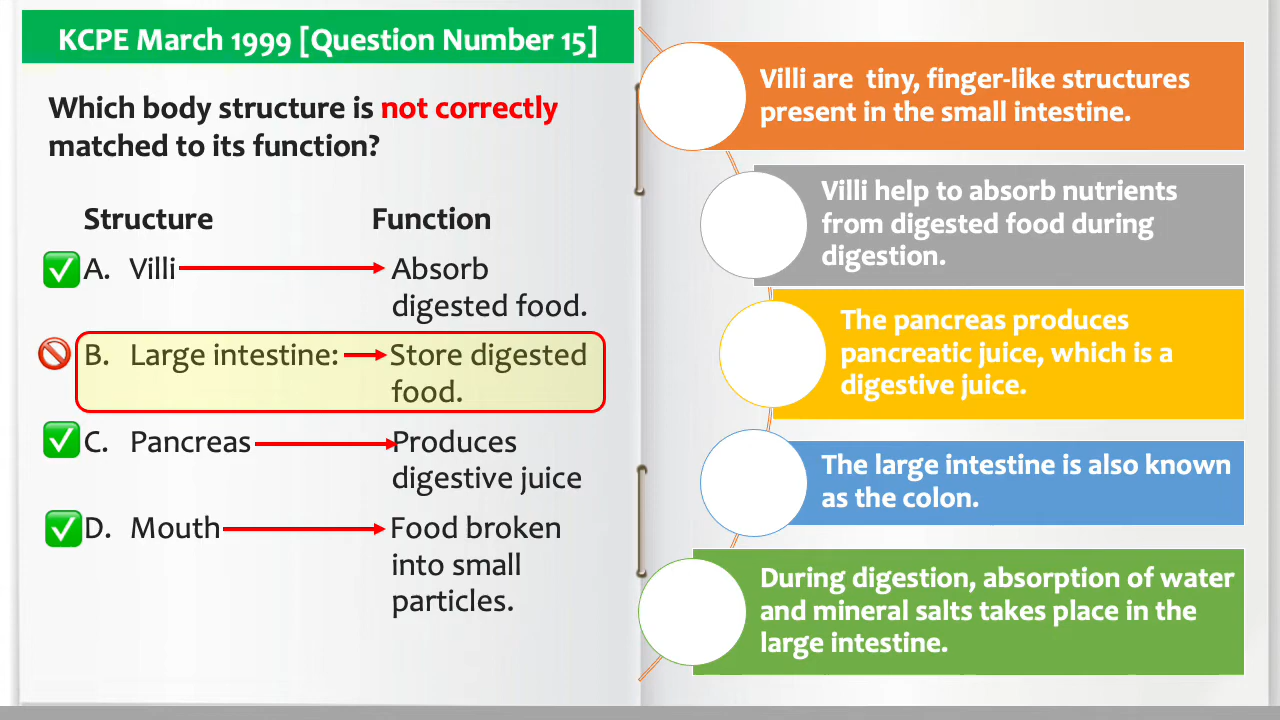 KCPE March 1999 [Question Number 15]
Which body structure is not correctly
matched to its function?
Structure Function
A. Villi Absorb
digested food.
B. Large intestine: Store digested
food.
C. Pancreas Produces
digestive juice
D. Mouth Food broken
into small
particles.
Villi are tiny, finger-like structures
present in the small intestine.
Villi help to absorb nutrients
from digested food during
digestion.
The pancreas produces
pancreatic juice, which is a
digestive juice.
The large intestine is also known
as the colon.
During digestion, absorption of water
and mineral salts takes place in the
large intestine.